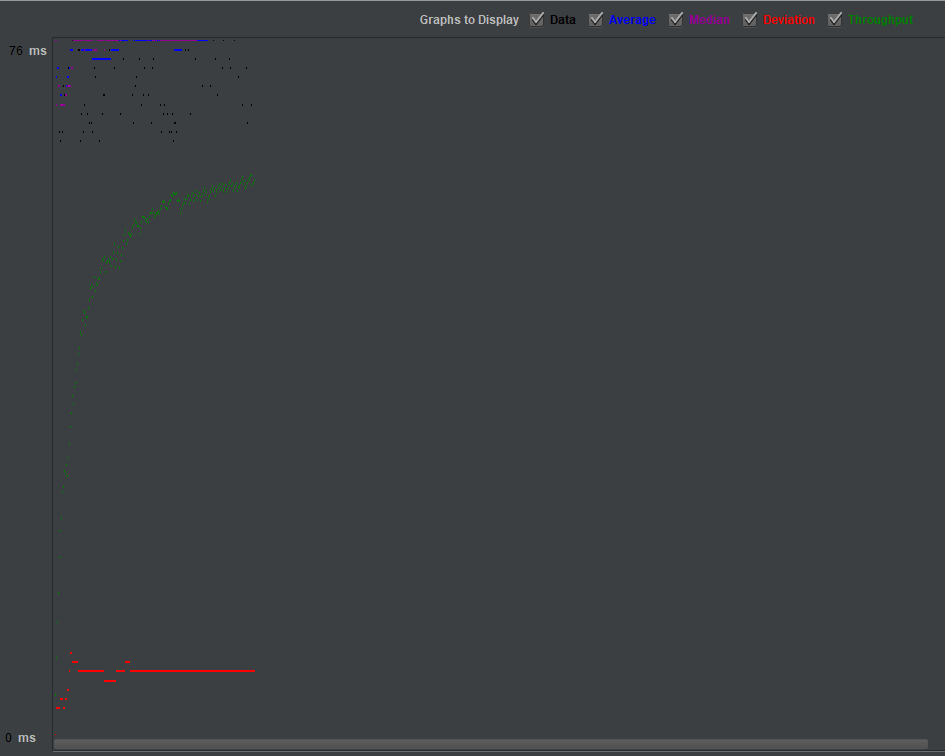 Graphs to Display Data Average Median Deviation Throughput
76 ms
0 ms